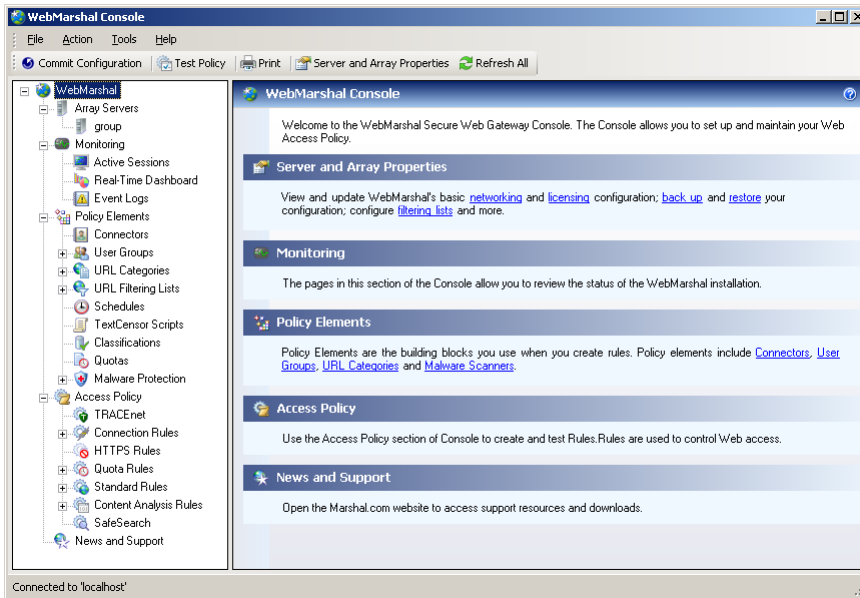 WebMarshal Console
File Action Tools Help
Commit Configuration Test Policy Print Server and Array Properties Refresh All
WebMarshal
Array Servers
group
Monitoring
Active Sessions
Real-Time Dashboard
Event Logs
Policy Elements
Connectors
User Groups
URL Categories
URL Filtering Lists
Schedules
TextCensor Scripts
Classifications
Quotas
Malware Protection
Access Policy
TRACEnet
Connection Rules
HTTPS Rules
Quota Rules
Standard Rules
Content Analysis Rules
SafeSearch
News and Support
WebMarshal Console
Welcome to the WebMarshal Secure Web Gateway Console. The Console allows you to set up and maintain your Web
Access Policy.
Server and Array Properties
View and update WebMarshal's basic networking and licensing configuration; back up and restore your
configuration; configure filtering lists and more.
Monitoring
The pages in this section of the Console allow you to review the status of the WebMarshal installation.
Policy Elements
Policy Elements are the building blocks you use when you create rules. Policy elements include Connectors, User
Groups, URL Categories and Malware Scanners.
Access Policy
Use the Access Policy section of Console to create and test Rules.Rules are used to control Web access.
News and Support
Open the Marshal.com website to access support resources and downloads.
Connected to 'localhost'